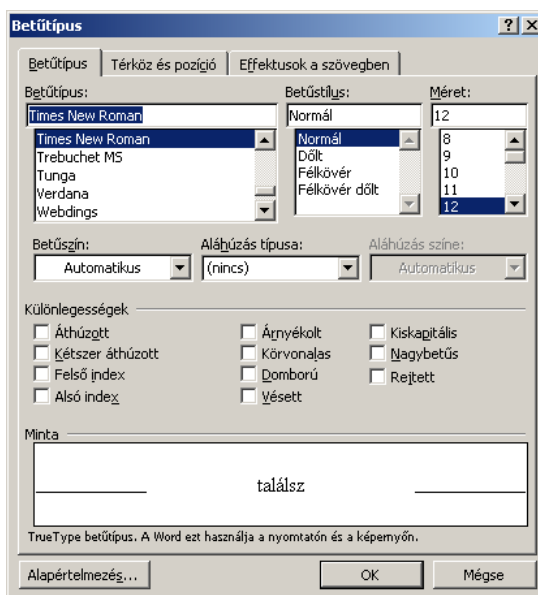 Betűtípus
Betűtípus Térköz és pozíció Effektusok a szövegben
Betűtípus: Betűstílus: Méret:
Times New Roman Normál 12
Times New Roman Normál 8
Trebuchet MS Dőlt 9
Tunga Félkövér 10
Verdana Félkövér dőlt 11
Webdings 12
Betűszín: Aláhúzás típusa: Aláhúzás színe:
Automatikus (nincs) Automatikus
Különlegességek
Áthúzott Árnyékolt Kiskapitális
Kétszer áthúzott Körvonalas Nagybetűs
Felső index Domború Rejtett
Alsó index Vésett
Minta
találsz
TrueType betűtípus. A Word ezt használja a nyomtatón és a képernyőn.
Alapértelmezés... OK Mégse